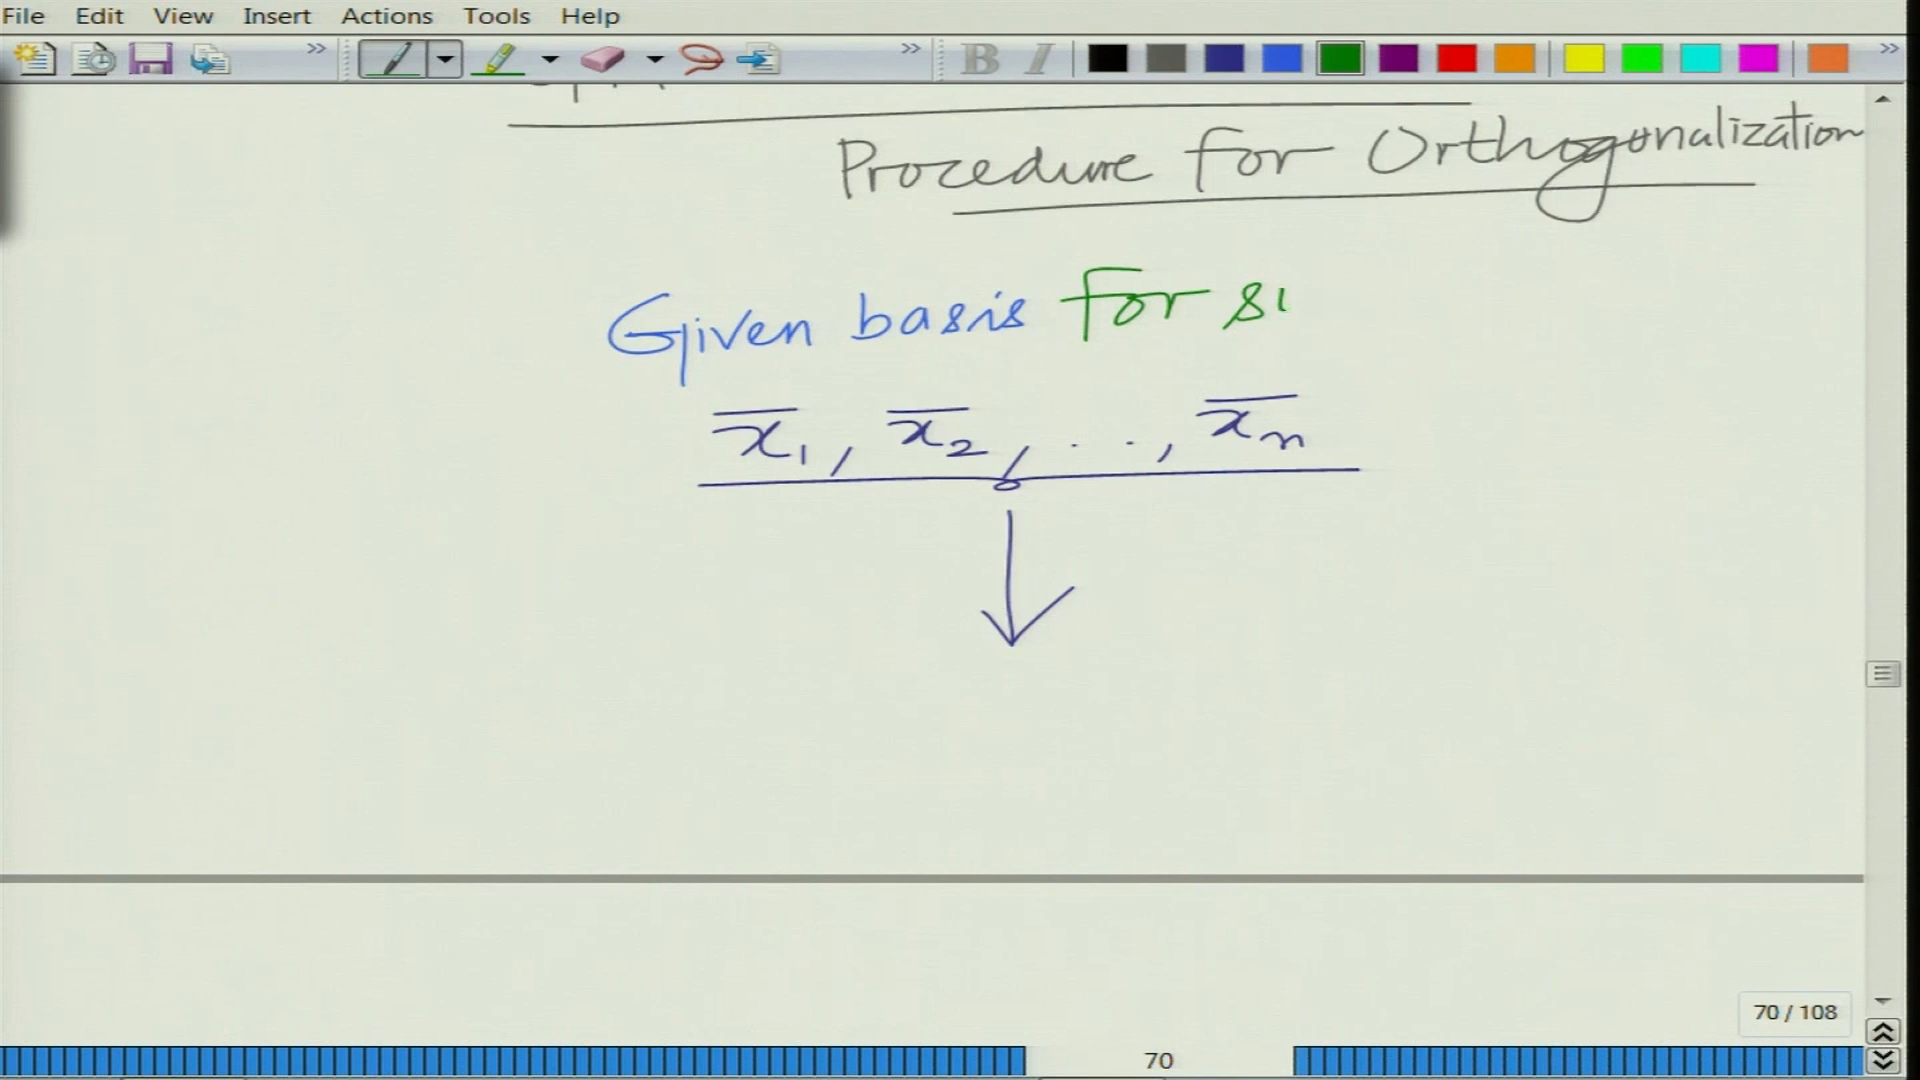 File Edit View Insert Actions Tools Help
B I
Procedure for Orthogonalization
Given basis for
x̄₁, x̄₂, . . ., x̄ₙ
70 / 108
70